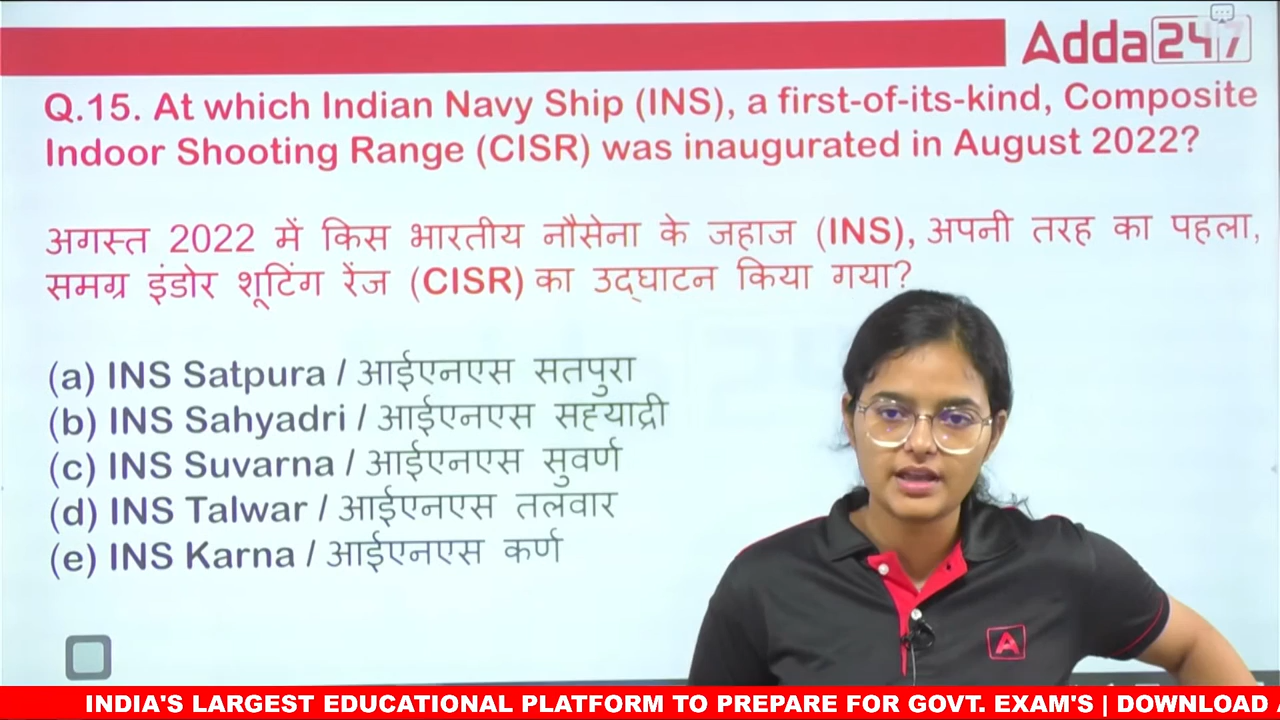 Adda247
Q.15. At which Indian Navy Ship (INS), a first-of-its-kind, Composite
Indoor Shooting Range (CISR) was inaugurated in August 2022?
अगस्त 2022 में किस भारतीय नौसेना के जहाज (INS), अपनी तरह का पहला,
समग्र इंडोर शूटिंग रेंज (CISR) का उद्घाटन किया गया?
(a) INS Satpura / आईएनएस सतपुरा
(b) INS Sahyadri / आईएनएस सह्याद्री
(c) INS Suvarna / आईएनएस सुवर्ण
(d) INS Talwar / आईएनएस तलवार
(e) INS Karna / आईएनएस कर्ण
A
INDIA'S LARGEST EDUCATIONAL PLATFORM TO PREPARE FOR GOVT. EXAM'S | DOWNLOAD